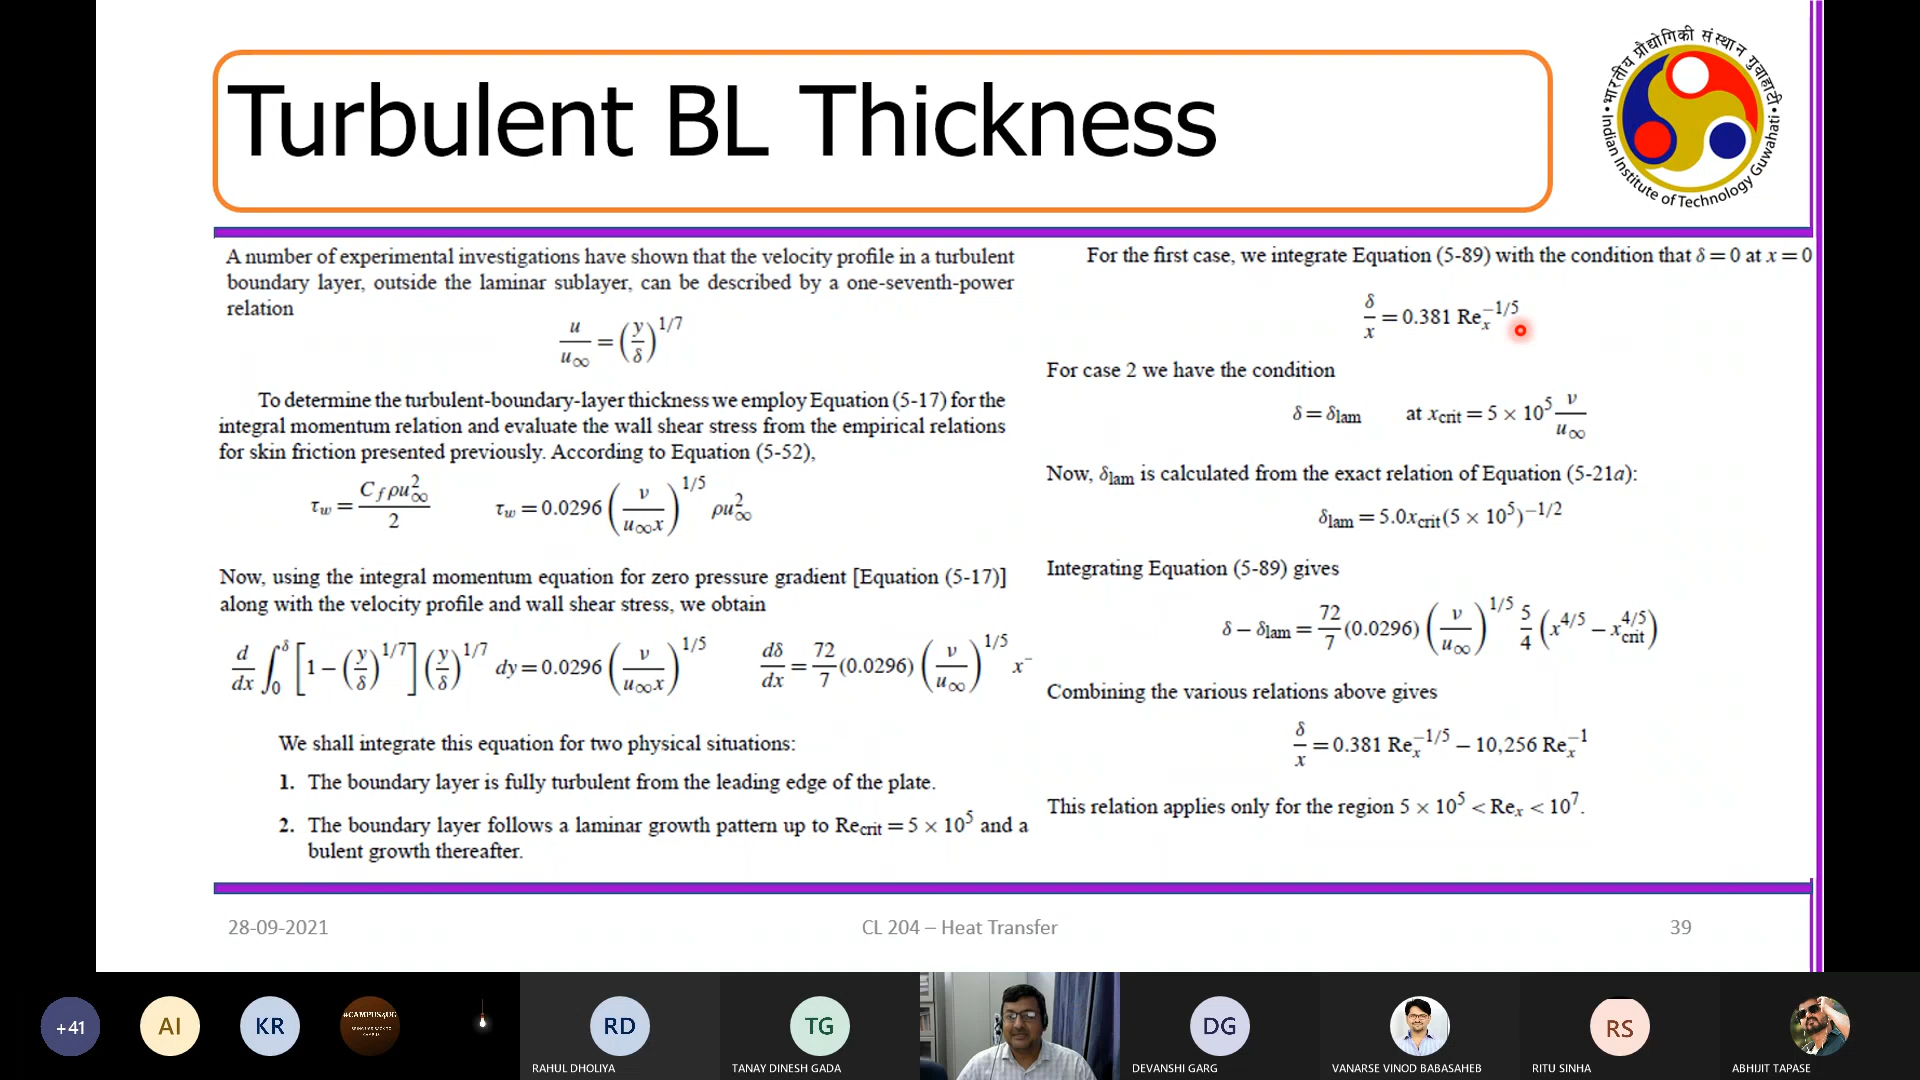 Turbulent BL Thickness
भारतीय प्रौद्योगिकी संस्थान गुवाहाटी
Indian Institute of Technology Guwahati
A number of experimental investigations have shown that the velocity profile in a turbulent
boundary layer, outside the laminar sublayer, can be described by a one-seventh-power
relation
u/u∞ = (y/δ)^1/7
To determine the turbulent-boundary-layer thickness we employ Equation (5-17) for the
integral momentum relation and evaluate the wall shear stress from the empirical relations
for skin friction presented previously. According to Equation (5-52),
τw = Cfρu∞²/2    τw = 0.0296 (ν/u∞x)^1/5 ρu∞²
Now, using the integral momentum equation for zero pressure gradient [Equation (5-17)]
along with the velocity profile and wall shear stress, we obtain
d/dx ∫₀^δ [1 − (y/δ)^1/7] (y/δ)^1/7 dy = 0.0296 (ν/u∞x)^1/5    dδ/dx = 72/7 (0.0296) (ν/u∞)^1/5 x⁻
We shall integrate this equation for two physical situations:
1. The boundary layer is fully turbulent from the leading edge of the plate.
2. The boundary layer follows a laminar growth pattern up to Recrit = 5 × 10⁵ and a
bulent growth thereafter.
For the first case, we integrate Equation (5-89) with the condition that δ = 0 at x = 0
δ/x = 0.381 Rex^−1/5
For case 2 we have the condition
δ = δlam    at xcrit = 5 × 10⁵ ν/u∞
Now, δlam is calculated from the exact relation of Equation (5-21a):
δlam = 5.0xcrit(5 × 10⁵)^−1/2
Integrating Equation (5-89) gives
δ − δlam = 72/7 (0.0296) (ν/u∞)^1/5 5/4 (x^4/5 − xcrit^4/5)
Combining the various relations above gives
δ/x = 0.381 Rex^−1/5 − 10,256 Rex^−1
This relation applies only for the region 5 × 10⁵ < Rex < 10⁷.
28-09-2021
CL 204 – Heat Transfer
39
+41
AI
KR
#CAMPUS4UG
RD
RAHUL DHOLIYA
TG
TANAY DINESH GADA
DG
DEVANSHI GARG
VANARSE VINOD BABASAHEB
RS
RITU SINHA
ABHIJIT TAPASE